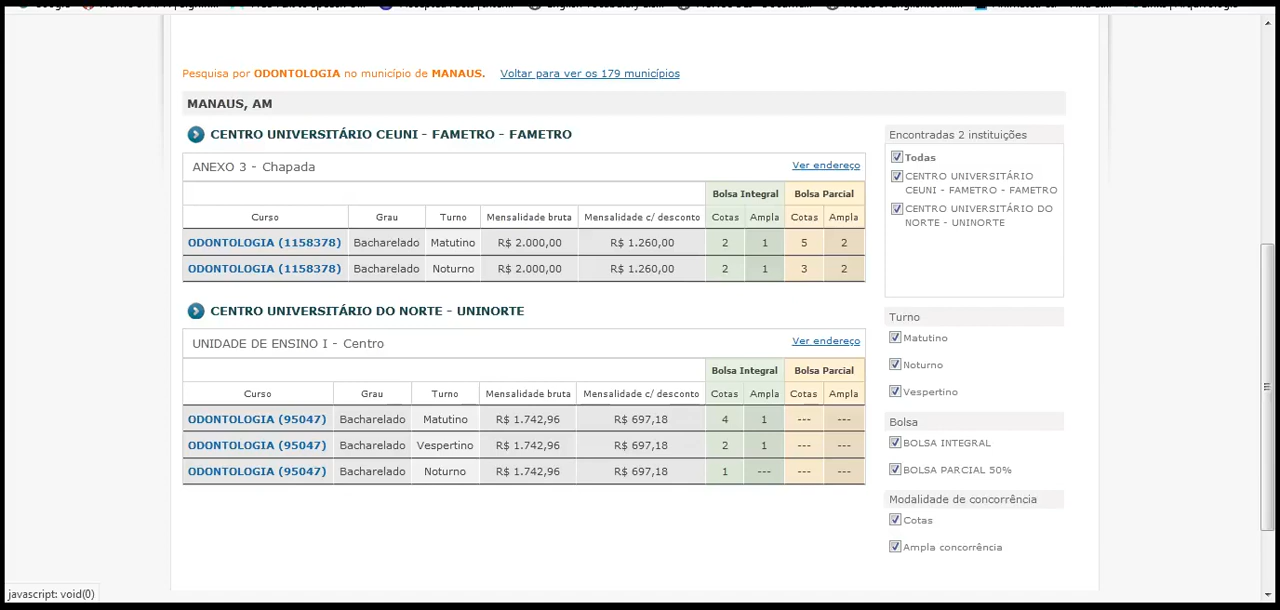 Pesquisa por ODONTOLOGIA no município de MANAUS. Voltar para ver os 179 municípios
MANAUS, AM
CENTRO UNIVERSITÁRIO CEUNI - FAMETRO - FAMETRO
ANEXO 3 - Chapada Ver endereço
Bolsa Integral Bolsa Parcial
Curso Grau Turno Mensalidade bruta Mensalidade c/ desconto Cotas Ampla Cotas Ampla
ODONTOLOGIA (1158378) Bacharelado Matutino R$ 2.000,00 R$ 1.260,00 2 1 5 2
ODONTOLOGIA (1158378) Bacharelado Noturno R$ 2.000,00 R$ 1.260,00 2 1 3 2
CENTRO UNIVERSITÁRIO DO NORTE - UNINORTE
UNIDADE DE ENSINO I - Centro Ver endereço
Bolsa Integral Bolsa Parcial
Curso Grau Turno Mensalidade bruta Mensalidade c/ desconto Cotas Ampla Cotas Ampla
ODONTOLOGIA (95047) Bacharelado Matutino R$ 1.742,96 R$ 697,18 4 1 --- ---
ODONTOLOGIA (95047) Bacharelado Vespertino R$ 1.742,96 R$ 697,18 2 1 --- ---
ODONTOLOGIA (95047) Bacharelado Noturno R$ 1.742,96 R$ 697,18 1 --- --- ---
Encontradas 2 instituições
Todas
CENTRO UNIVERSITÁRIO
CEUNI - FAMETRO - FAMETRO
CENTRO UNIVERSITÁRIO DO
NORTE - UNINORTE
Turno
Matutino
Noturno
Vespertino
Bolsa
BOLSA INTEGRAL
BOLSA PARCIAL 50%
Modalidade de concorrência
Cotas
Ampla concorrência
javascript: void(0)